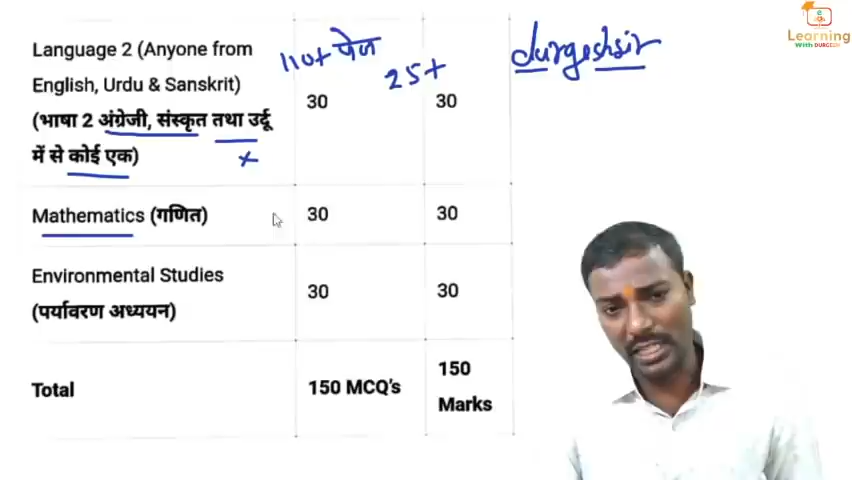 Learning
With DURGESH
Language 2 (Anyone from
English, Urdu & Sanskrit)
(भाषा 2 अंग्रेजी, संस्कृत तथा उर्दू
में से कोई एक)
30
30
110+ पेज
25+
durgeshsir
Mathematics (गणित)
30
30
Environmental Studies
(पर्यावरण अध्ययन)
30
30
Total
150 MCQ's
150
Marks